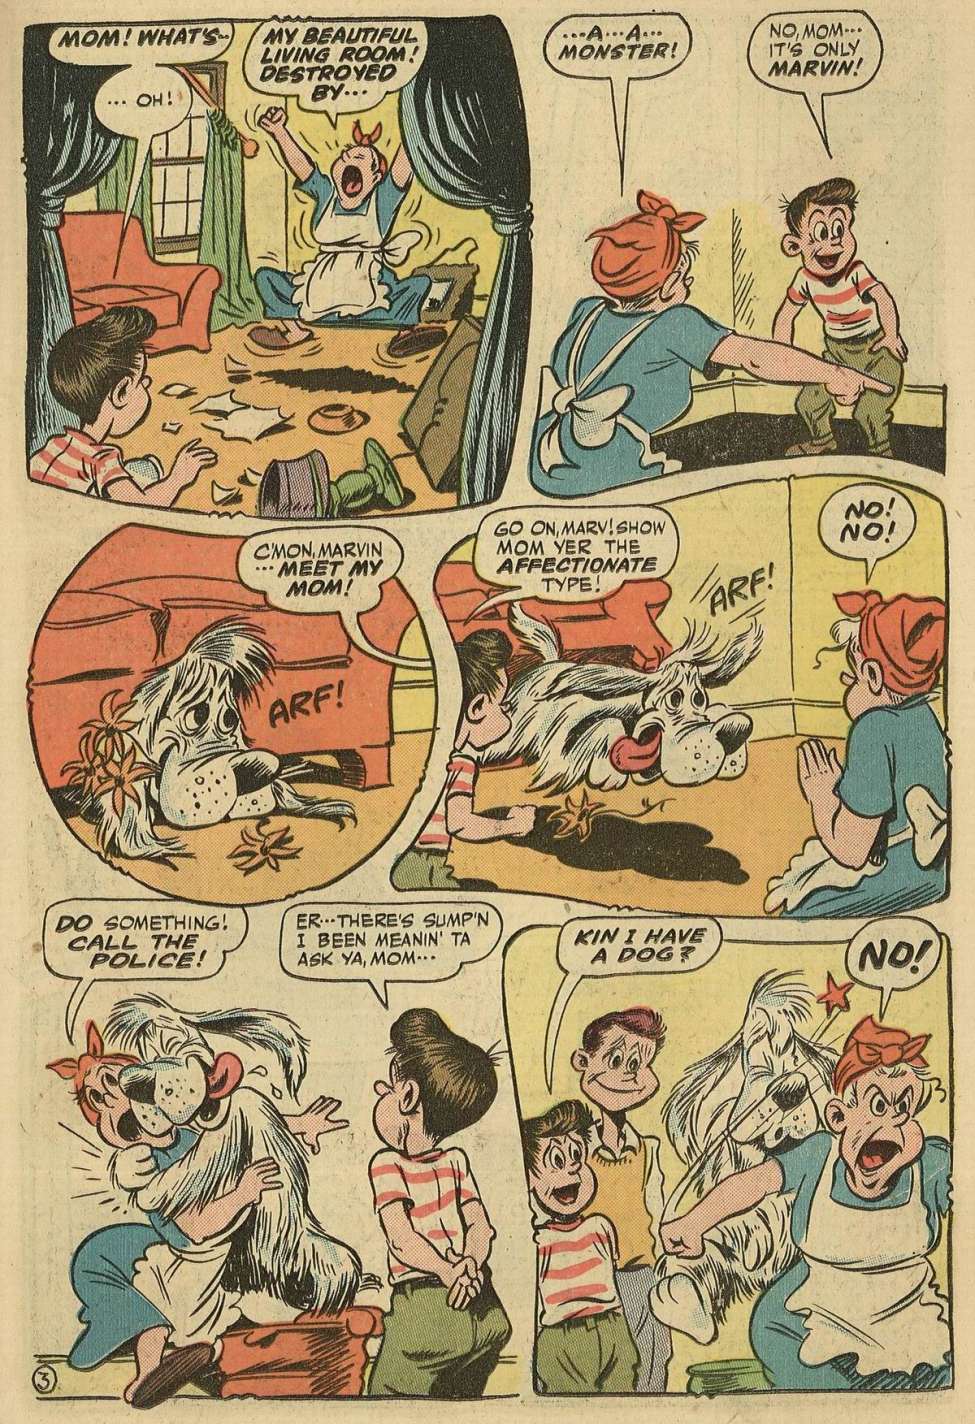 MOM! WHAT'S--
... OH!
MY BEAUTIFUL
LIVING ROOM!
DESTROYED
BY---
---A---A---
MONSTER!
NO, MOM---
IT'S ONLY
MARVIN!
C'MON, MARVIN
--- MEET MY
MOM!
ARF!
GO ON, MARV! SHOW
MOM YER THE
AFFECTIONATE
TYPE!
ARF!
NO!
NO!
DO SOMETHING!
CALL THE
POLICE!
ER---THERE'S SUMP'N
I BEEN MEANIN' TA
ASK YA, MOM---
KIN I HAVE
A DOG?
NO!
3